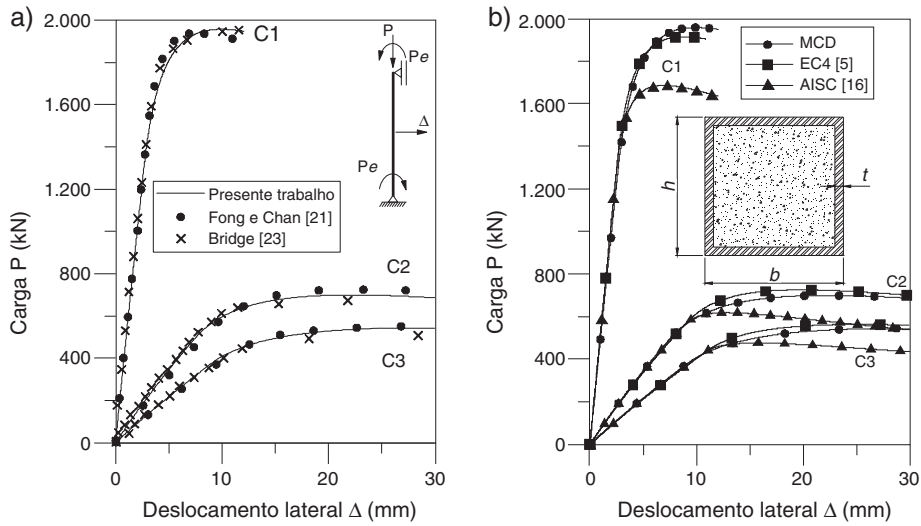 a)
Carga P (kN)
2.000
1.600
1.200
800
400
0
0
10
20
30
Deslocamento lateral Δ (mm)
C1
C2
C3
P
Pe
Δ
Pe
Presente trabalho
Fong e Chan [21]
Bridge [23]
b)
Carga P (kN)
2.000
1.600
1.200
800
400
0
0
10
20
30
Deslocamento lateral Δ (mm)
C1
C2
C3
MCD
EC4 [5]
AISC [16]
h
t
b